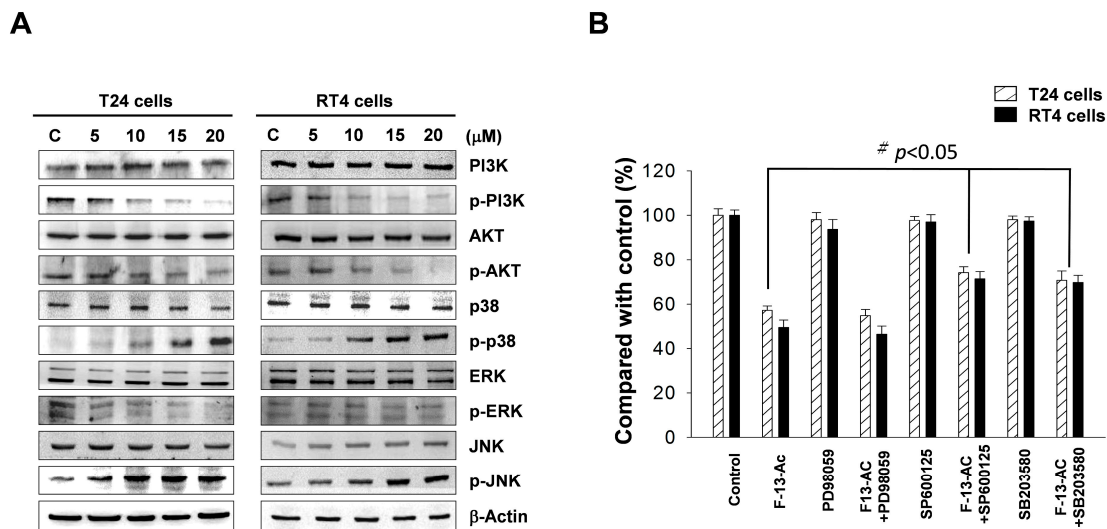 A
B
T24 cells
RT4 cells
C 5 10 15 20
C 5 10 15 20 (μM)
PI3K
p-PI3K
AKT
p-AKT
p38
p-p38
ERK
p-ERK
JNK
p-JNK
β-Actin
T24 cells
RT4 cells
# p<0.05
Compared with control (%)
120
100
80
60
40
20
0
Control
F-13-Ac
PD98059
F13-AC
+PD98059
SP600125
F-13-AC
+SP600125
SB203580
F-13-AC
+SB203580